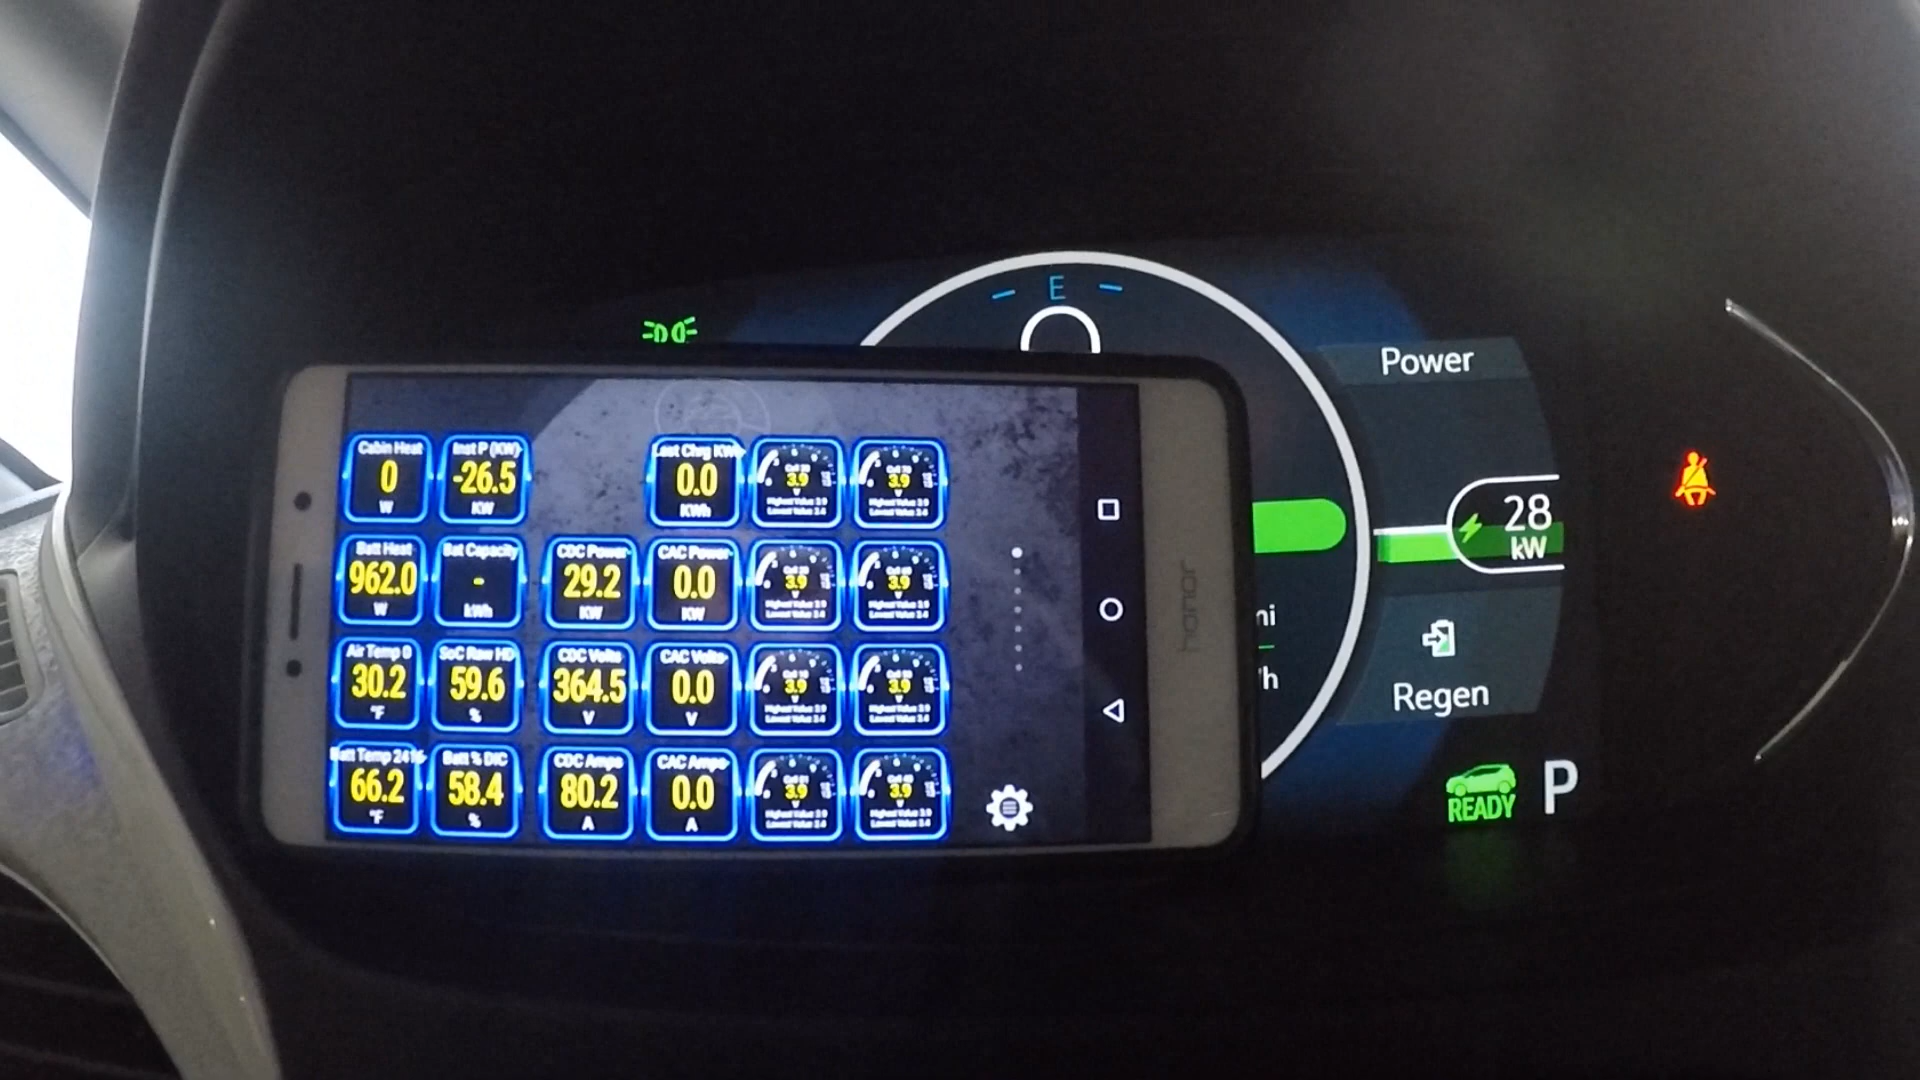 E
Power
28
kW
Regen
READY
P
mi
honor
Cabin Heat
0
W
Inst P (KW)
-26.5
KW
Last Chrg KWh
0.0
KWh
3.9
V
3.9
V
Batt Heat
962.0
W
Bat Capacity
-
kWh
CDC Power
29.2
KW
CAC Power
0.0
KW
3.9
V
3.9
V
Air Temp 0
30.2
°F
SoC Raw HD
59.6
%
CDC Volts
364.5
V
CAC Volts
0.0
V
3.9
V
3.9
V
Batt Temp 241
66.2
°F
Batt % DIC
58.4
%
CDC Amps
80.2
A
CAC Amps
0.0
A
3.9
V
3.9
V